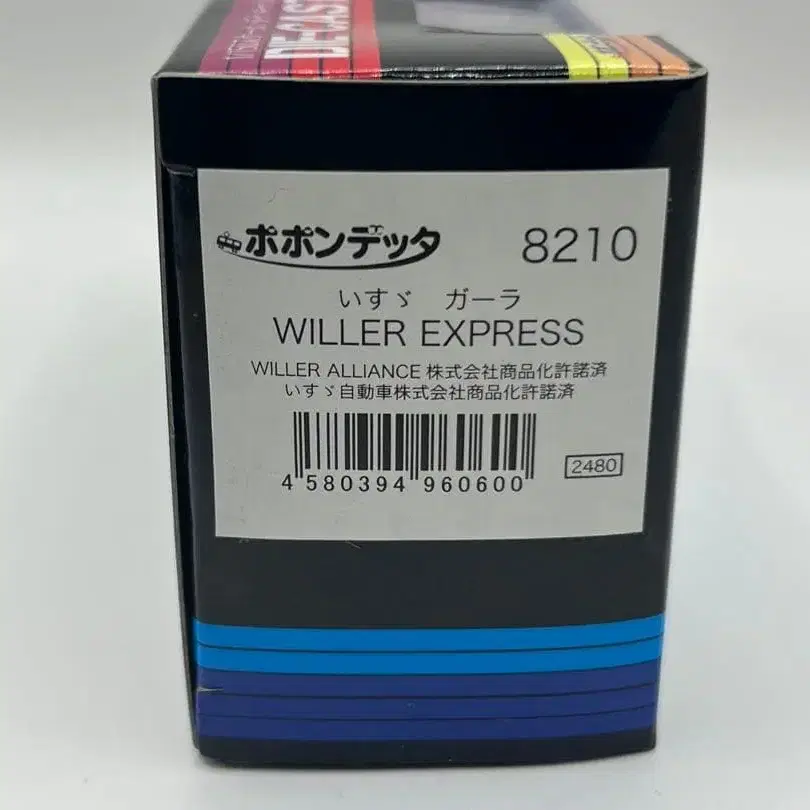 DIE-CAST
ポポンデッタ 8210
いすゞ ガーラ
WILLER EXPRESS
WILLER ALLIANCE 株式会社商品化許諾済
いすゞ自動車株式会社商品化許諾済
4 580394 960600
2480